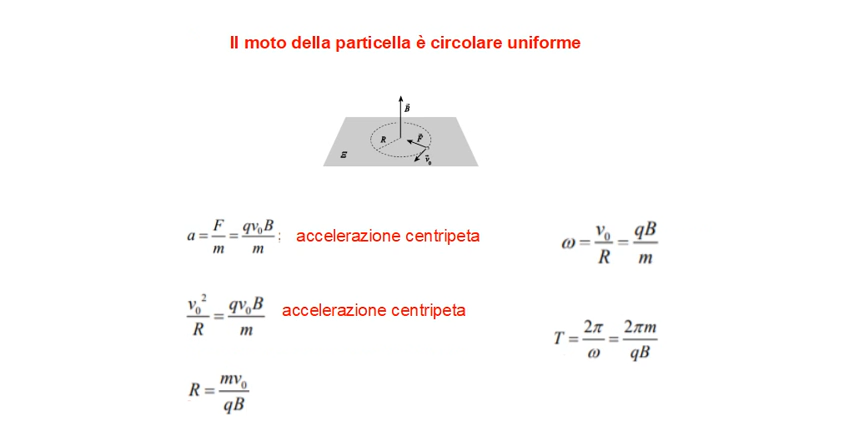 Il moto della particella è circolare uniforme
B⃗
R
F⃗
Ξ
v⃗₀
a = F/m = qv₀B/m ; accelerazione centripeta
v₀²/R = qv₀B/m accelerazione centripeta
R = mv₀/qB
ω = v₀/R = qB/m
T = 2π/ω = 2πm/qB